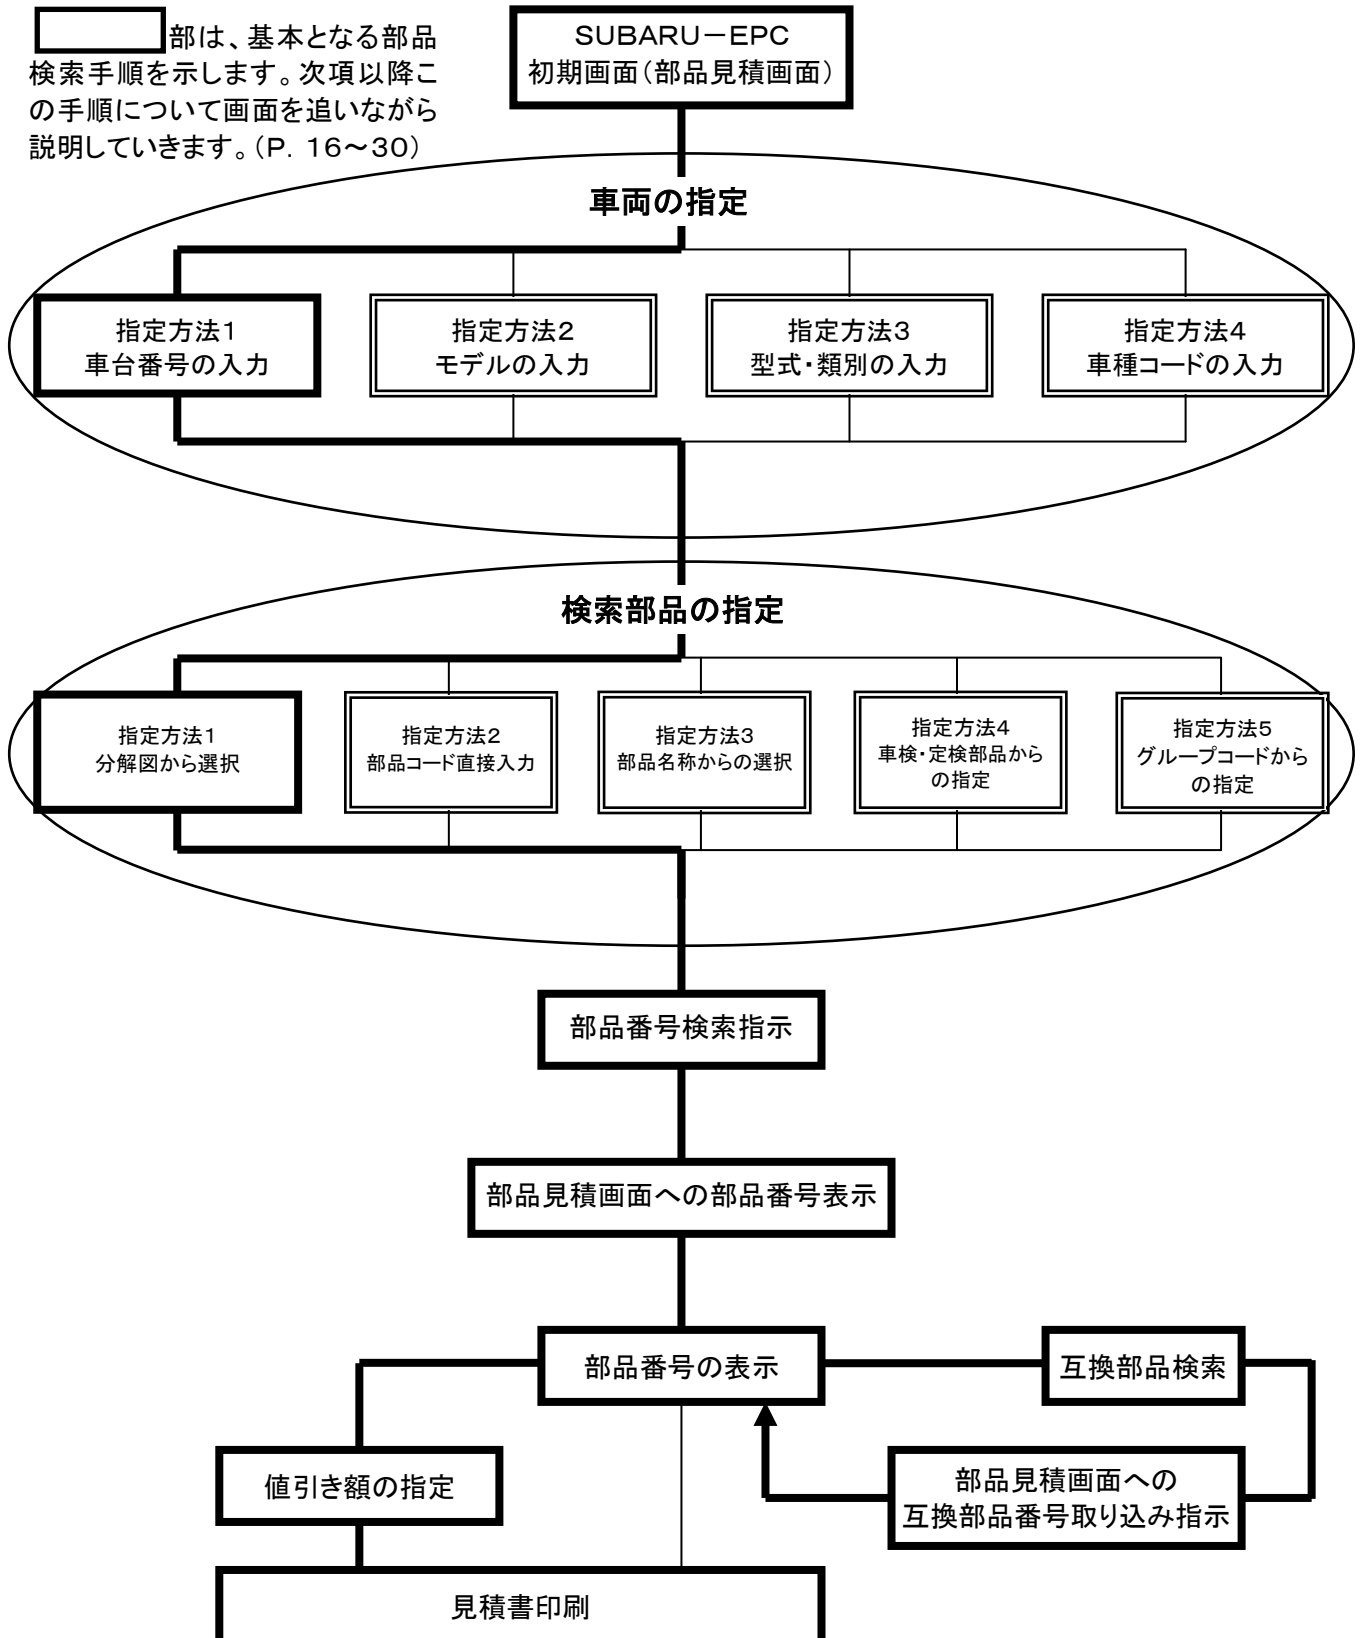 部は、基本となる部品
検索手順を示します。次項以降こ
の手順について画面を追いながら
説明していきます。(P. 16～30)
SUBARU－EPC
初期画面(部品見積画面)
車両の指定
指定方法1
車台番号の入力
指定方法2
モデルの入力
指定方法3
型式・類別の入力
指定方法4
車種コードの入力
検索部品の指定
指定方法1
分解図から選択
指定方法2
部品コード直接入力
指定方法3
部品名称からの選択
指定方法4
車検・定検部品から
の指定
指定方法5
グループコードから
の指定
部品番号検索指示
部品見積画面への部品番号表示
部品番号の表示
互換部品検索
値引き額の指定
部品見積画面への
互換部品番号取り込み指示
見積書印刷